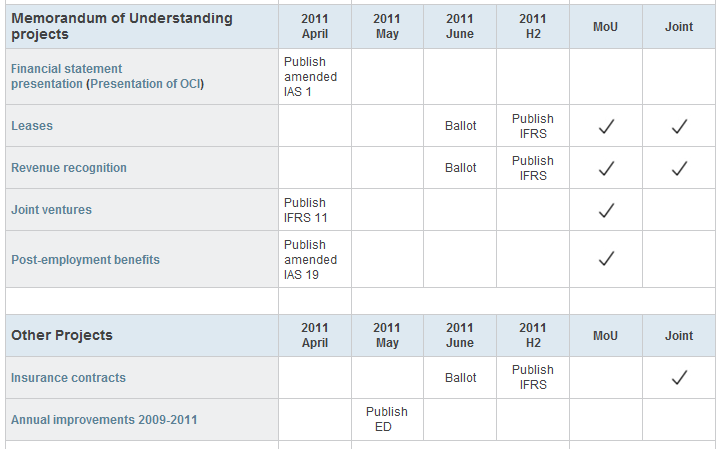 Memorandum of Understanding projects 2011 April 2011 May 2011 June 2011 H2 MoU Joint
Financial statement presentation (Presentation of OCI) Publish amended IAS 1
Leases Ballot Publish IFRS ✓ ✓
Revenue recognition Ballot Publish IFRS ✓ ✓
Joint ventures Publish IFRS 11 ✓
Post-employment benefits Publish amended IAS 19 ✓
Other Projects 2011 April 2011 May 2011 June 2011 H2 MoU Joint
Insurance contracts Ballot Publish IFRS ✓
Annual improvements 2009-2011 Publish ED